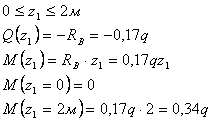 0 ≤ z₁ ≤ 2м
Q(z₁) = −R_B = −0,17q
M(z₁) = R_B · z₁ = 0,17qz₁
M(z₁ = 0) = 0
M(z₁ = 2м) = 0,17q · 2 = 0,34q